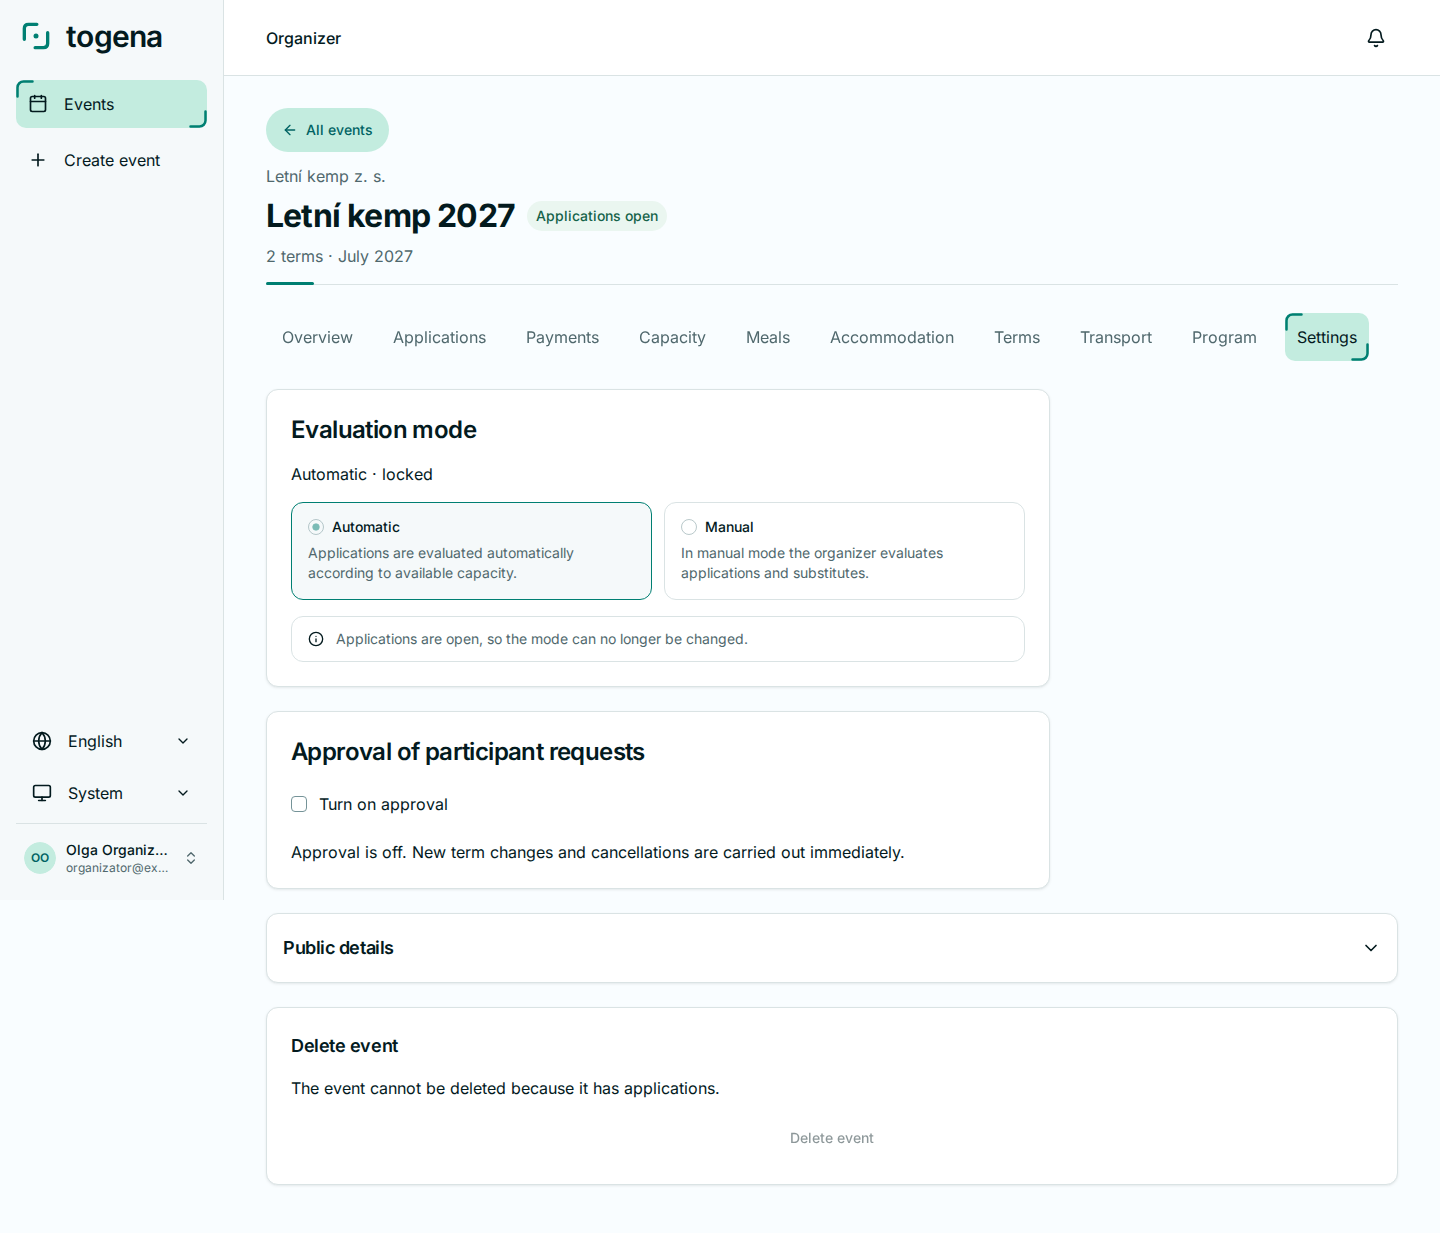 togena
Organizer
Events
Create event
All events
Letní kemp z. s.
Letní kemp 2027
Applications open
2 terms · July 2027
Overview
Applications
Payments
Capacity
Meals
Accommodation
Terms
Transport
Program
Settings
Evaluation mode
Automatic · locked
Automatic
Applications are evaluated automatically
according to available capacity.
Manual
In manual mode the organizer evaluates
applications and substitutes.
Applications are open, so the mode can no longer be changed.
Approval of participant requests
Turn on approval
Approval is off. New term changes and cancellations are carried out immediately.
English
System
OO
Olga Organiz...
organizator@ex...
Public details
Delete event
The event cannot be deleted because it has applications.
Delete event